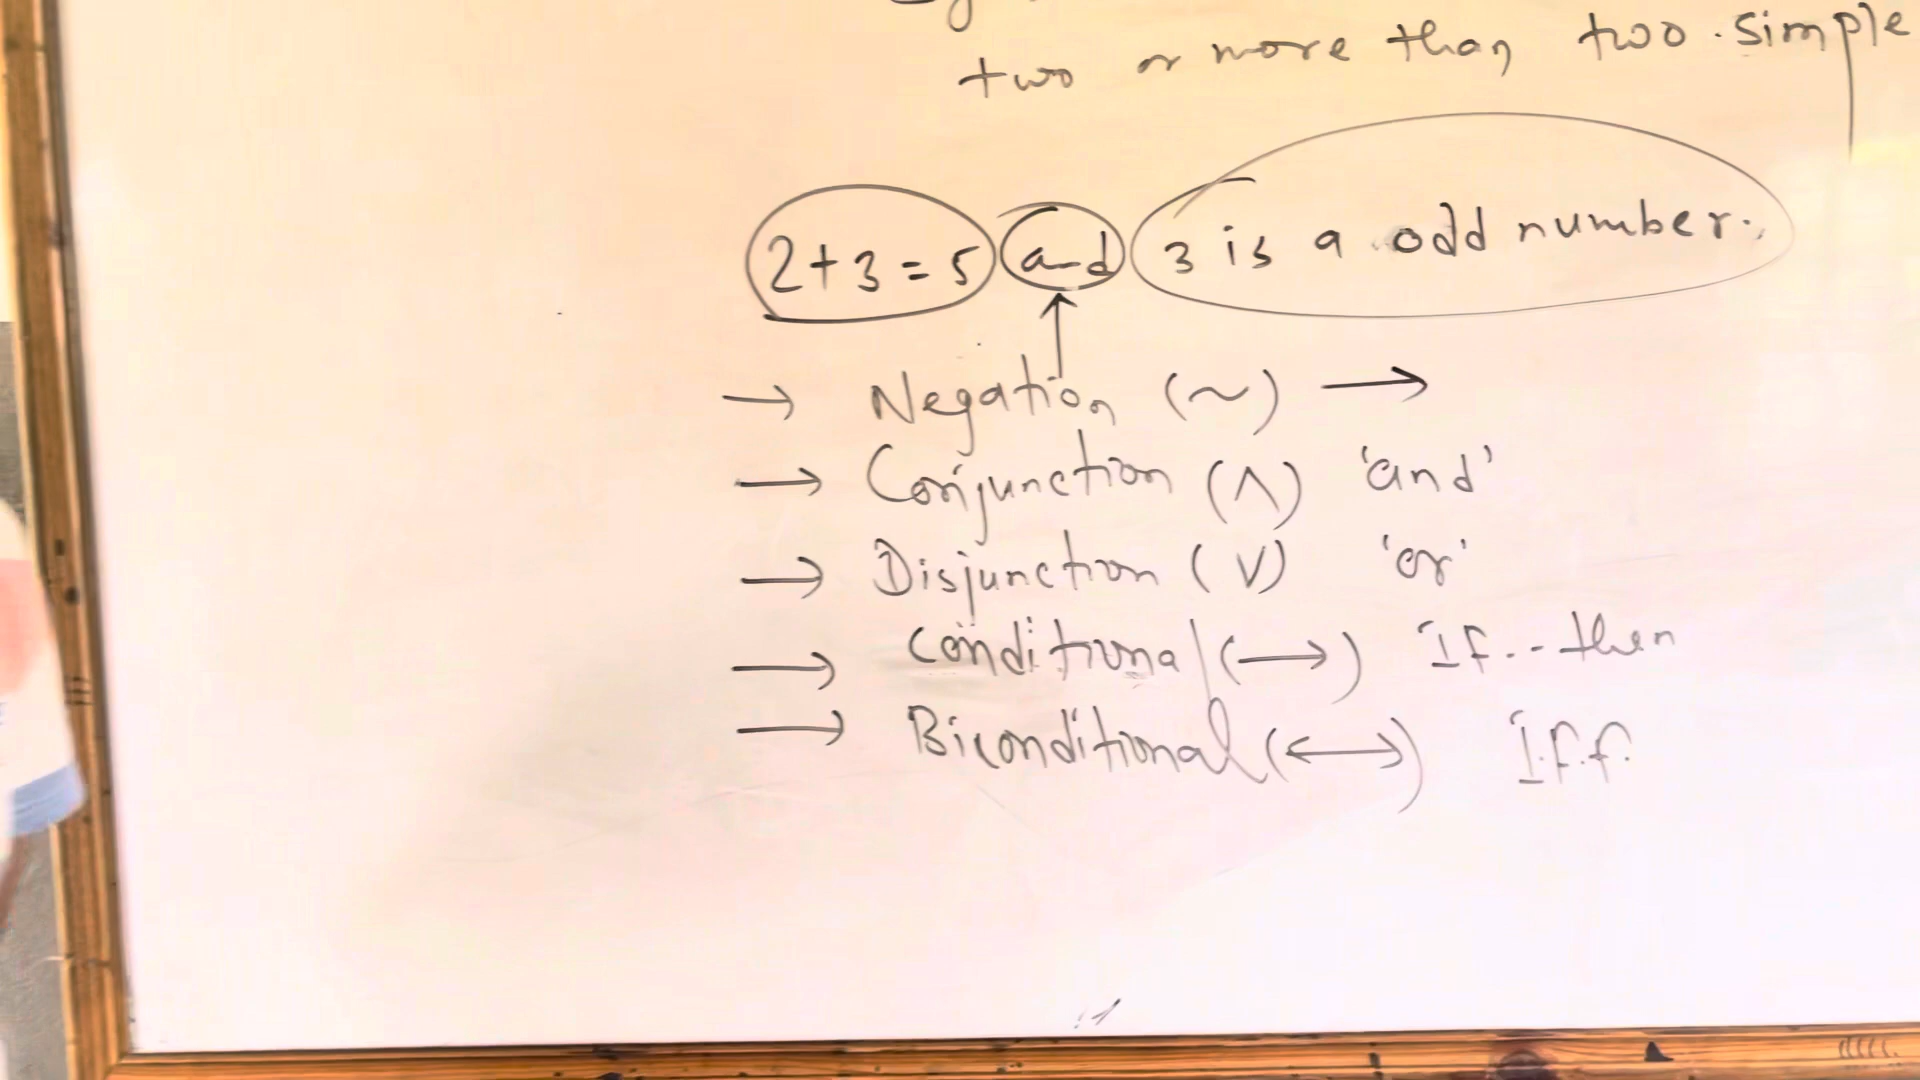 two or more than two simple
2+3=5 and 3 is a odd number.
→ Negation (~) →
→ Conjunction (∧) 'and'
→ Disjunction (∨) 'or'
→ Conditional (→) If...then
→ Biconditional (↔) I.f.f.